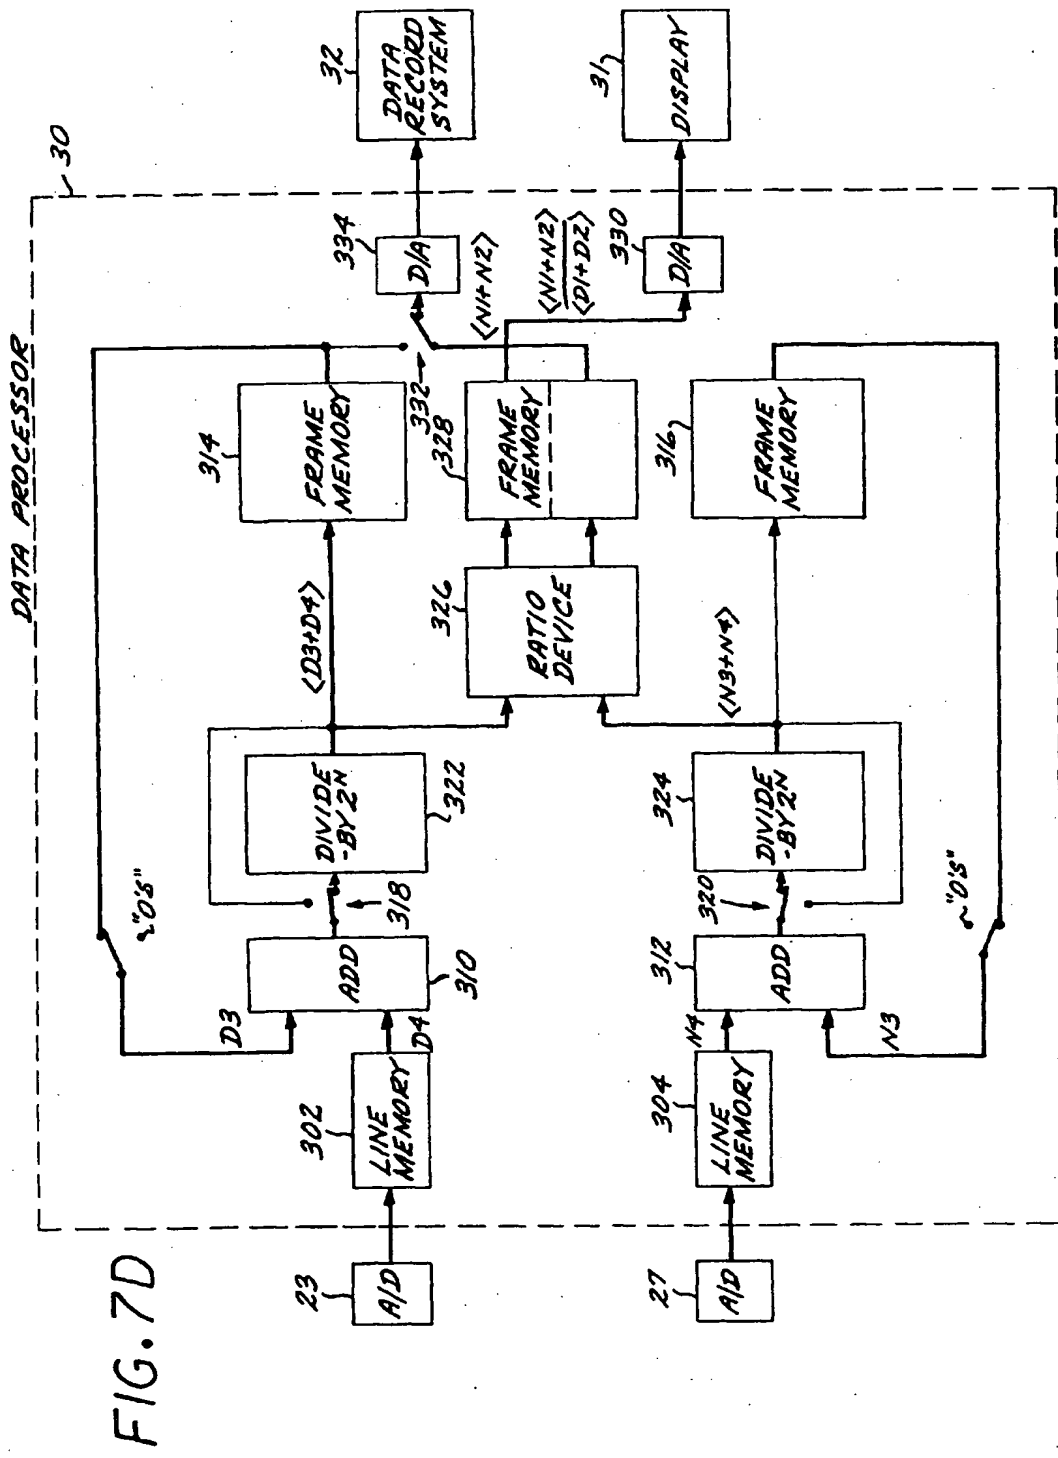 FIG. 7D
DATA PROCESSOR
30
23
A/D
302
LINE
MEMORY
D3
D4
ADD
310
"0'S"
318
DIVIDE
-BY 2N
322
<D3+D4>
314
FRAME
MEMORY
332
334
D/A
32
DATA
RECORD
SYSTEM
326
RATIO
DEVICE
328
FRAME
MEMORY
<N1+N2>
<N1+N2>
<D1+D2>
330
D/A
31
DISPLAY
27
A/D
304
LINE
MEMORY
N4
N3
312
ADD
320
"0'S"
324
DIVIDE
-BY 2N
<N3+N4>
316
FRAME
MEMORY